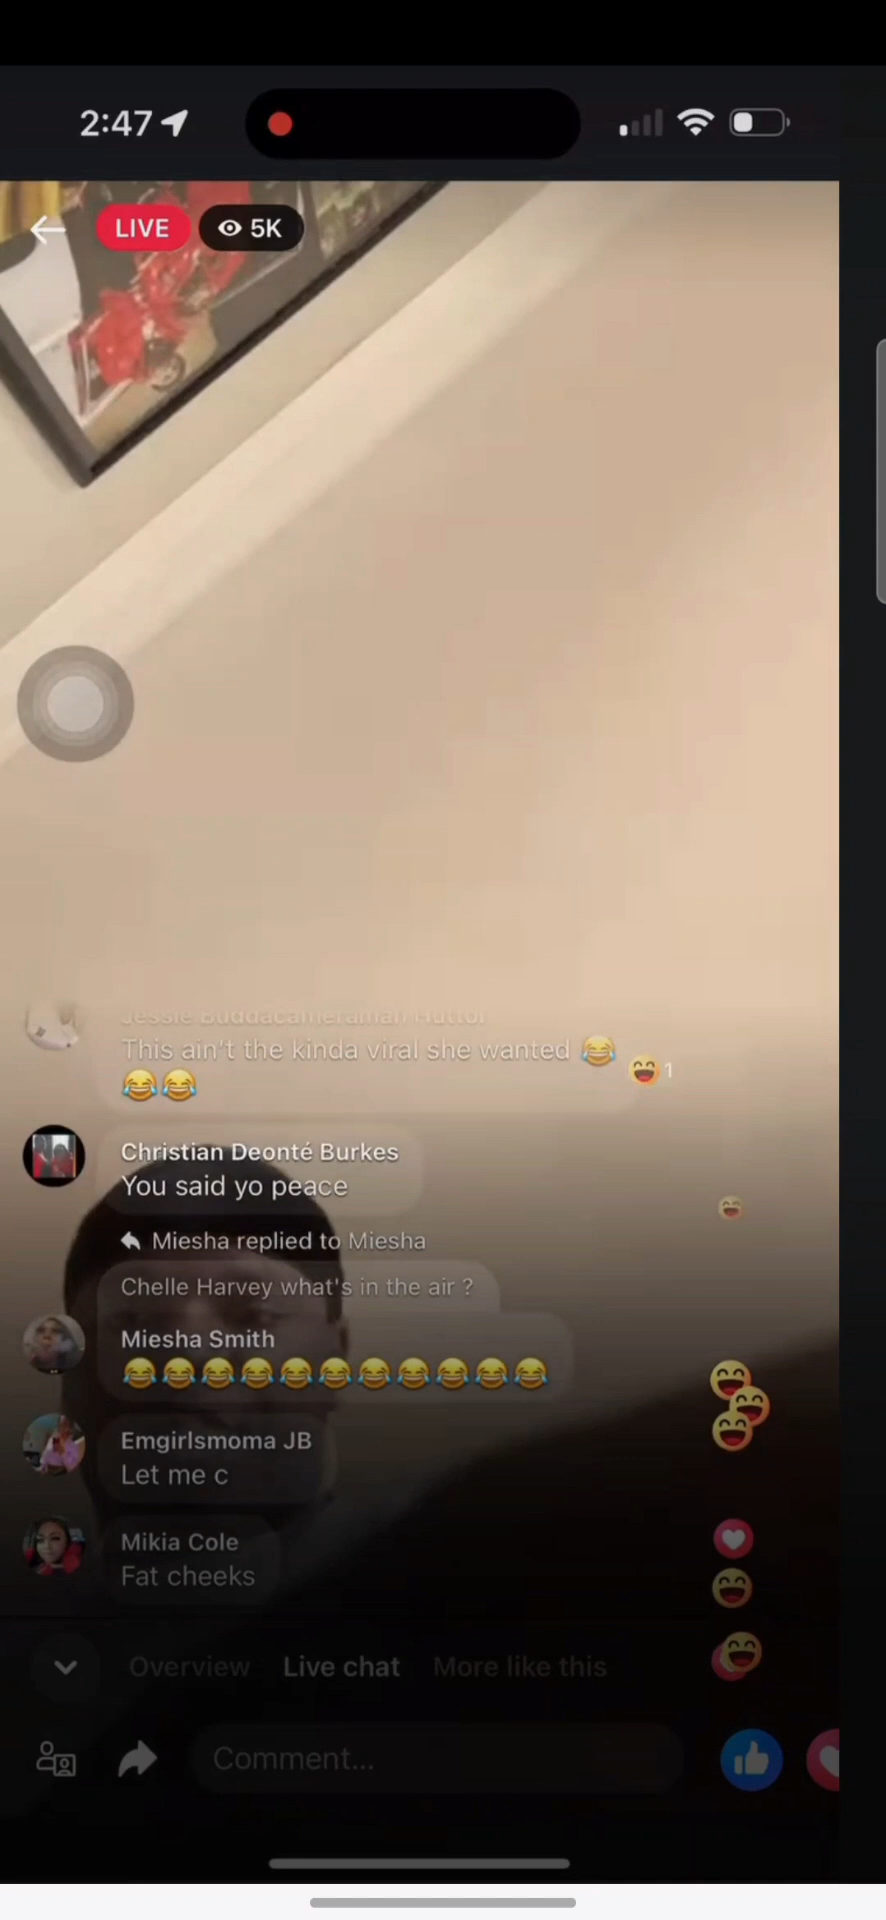 2:47
LIVE
5K
This ain't the kinda viral she wanted 😂
😂😂
1
Christian Deonté Burkes
You said yo peace
Miesha replied to Miesha
Chelle Harvey what's in the air ?
Miesha Smith
😂😂😂😂😂😂😂😂😂😂😂
Emgirlsmoma JB
Let me c
Mikia Cole
Fat cheeks
Overview
Live chat
More like this
Comment...